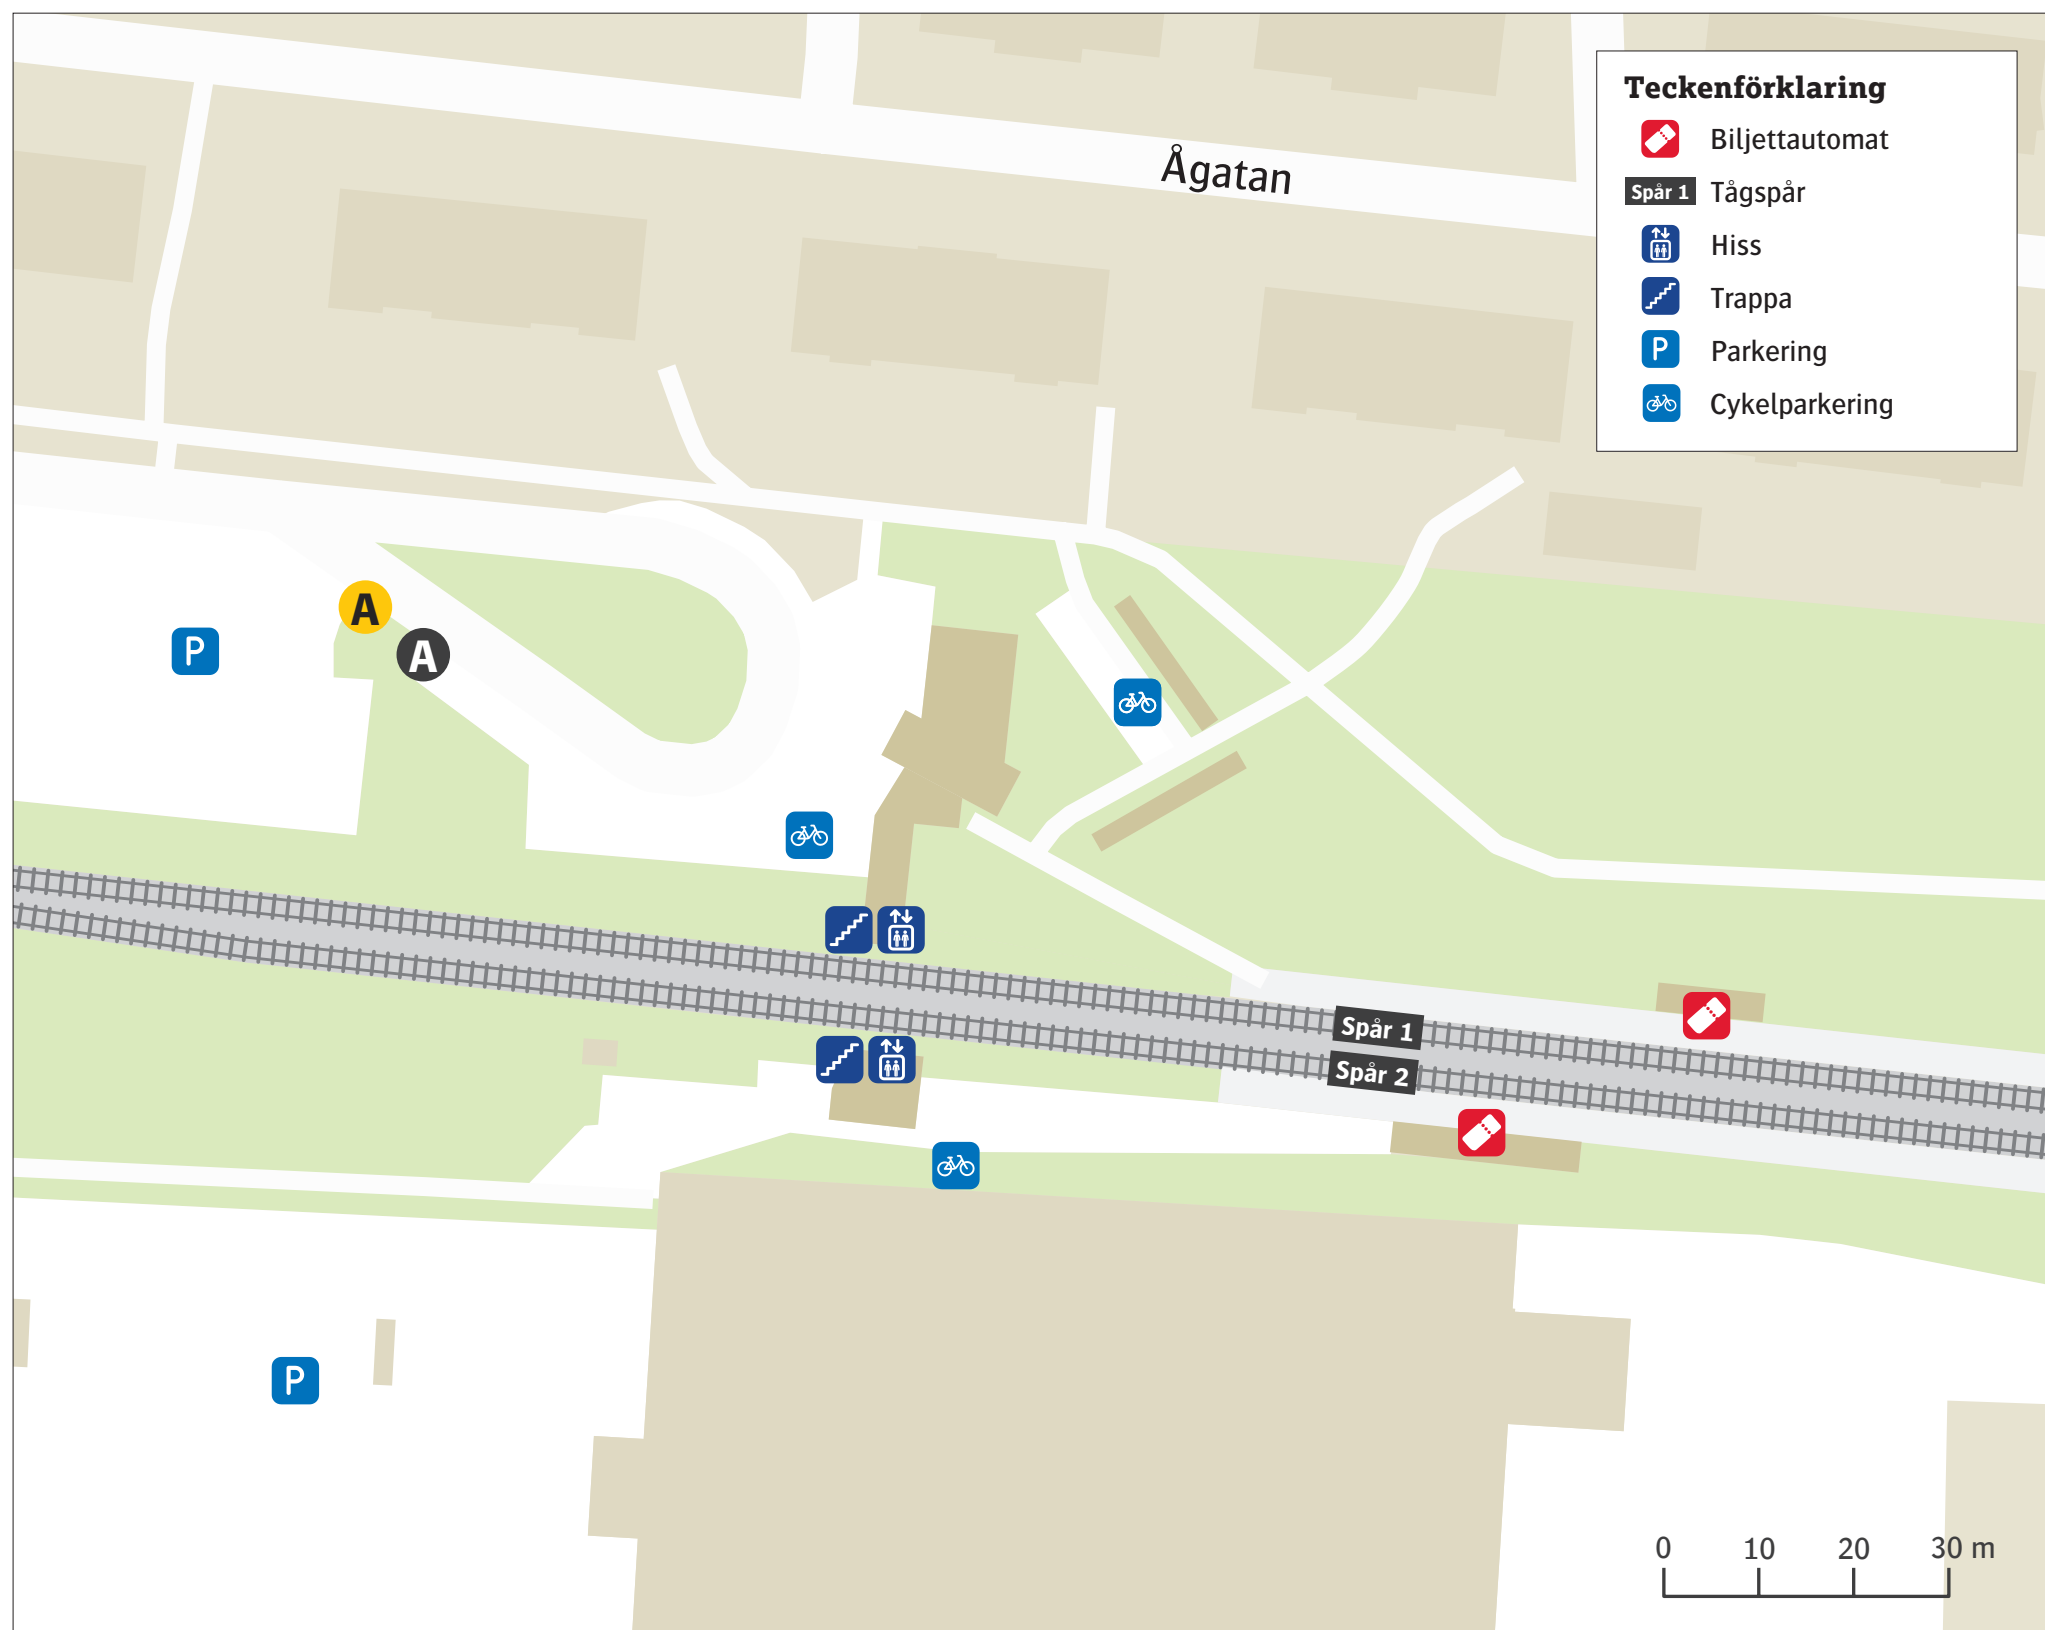 Ågatan
Teckenförklaring
Biljettautomat
Spår 1 Tågspår
Hiss
Trappa
P Parkering
Cykelparkering
A
P
A
Spår 1
Spår 2
P
0 10 20 30 m